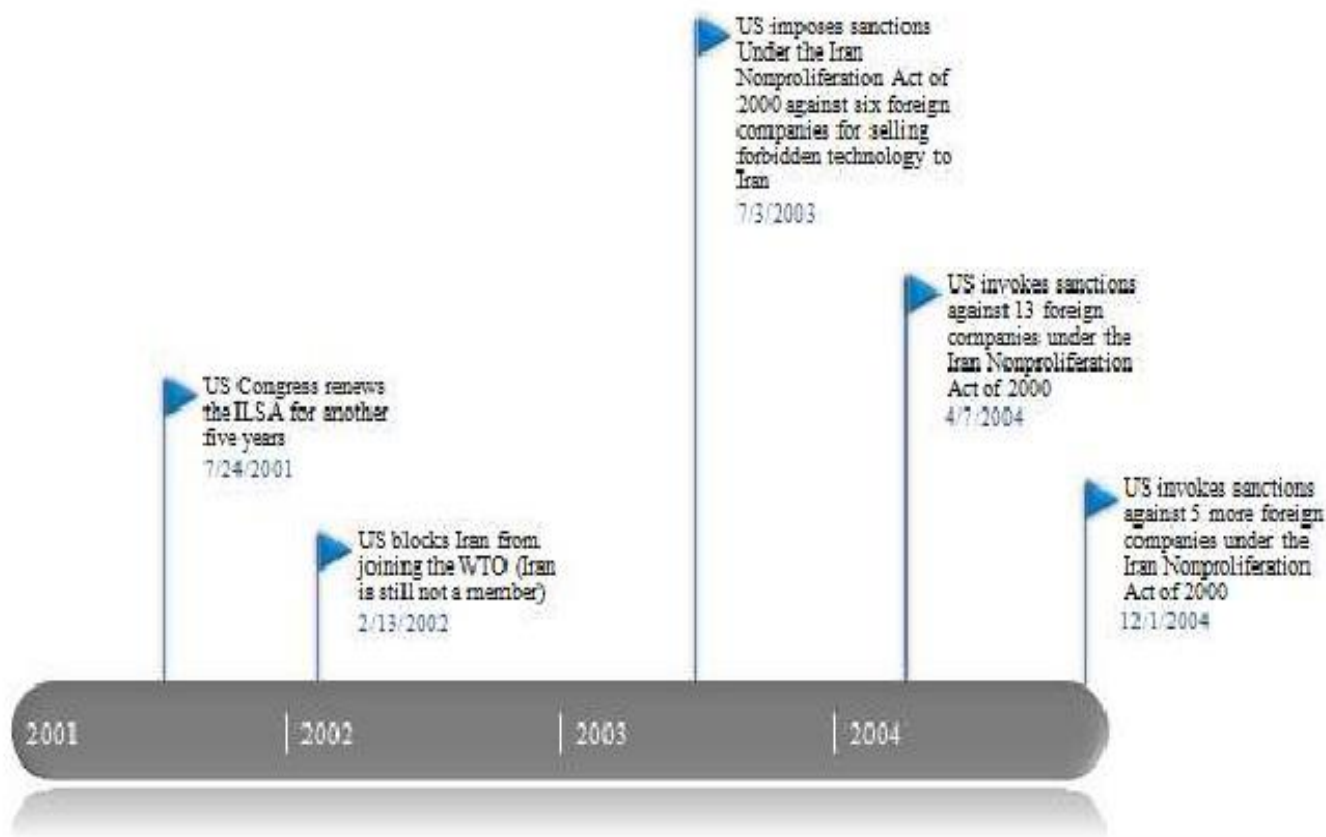 US imposes sanctions
Under the Iran
Nonproliferation Act of
2000 against six foreign
companies for selling
forbidden technology to
Iran
7/3/2003
US invokes sanctions
against 13 foreign
companies under the
Iran Nonproliferation
Act of 2000
4/7/2004
US Congress renews
the ILSA for another
five years
7/24/2001
US invokes sanctions
against 5 more foreign
companies under the
Iran Nonproliferation
Act of 2000
12/1/2004
US blocks Iran from
joining the WTO (Iran
is still not a member)
2/13/2002
2001
2002
2003
2004